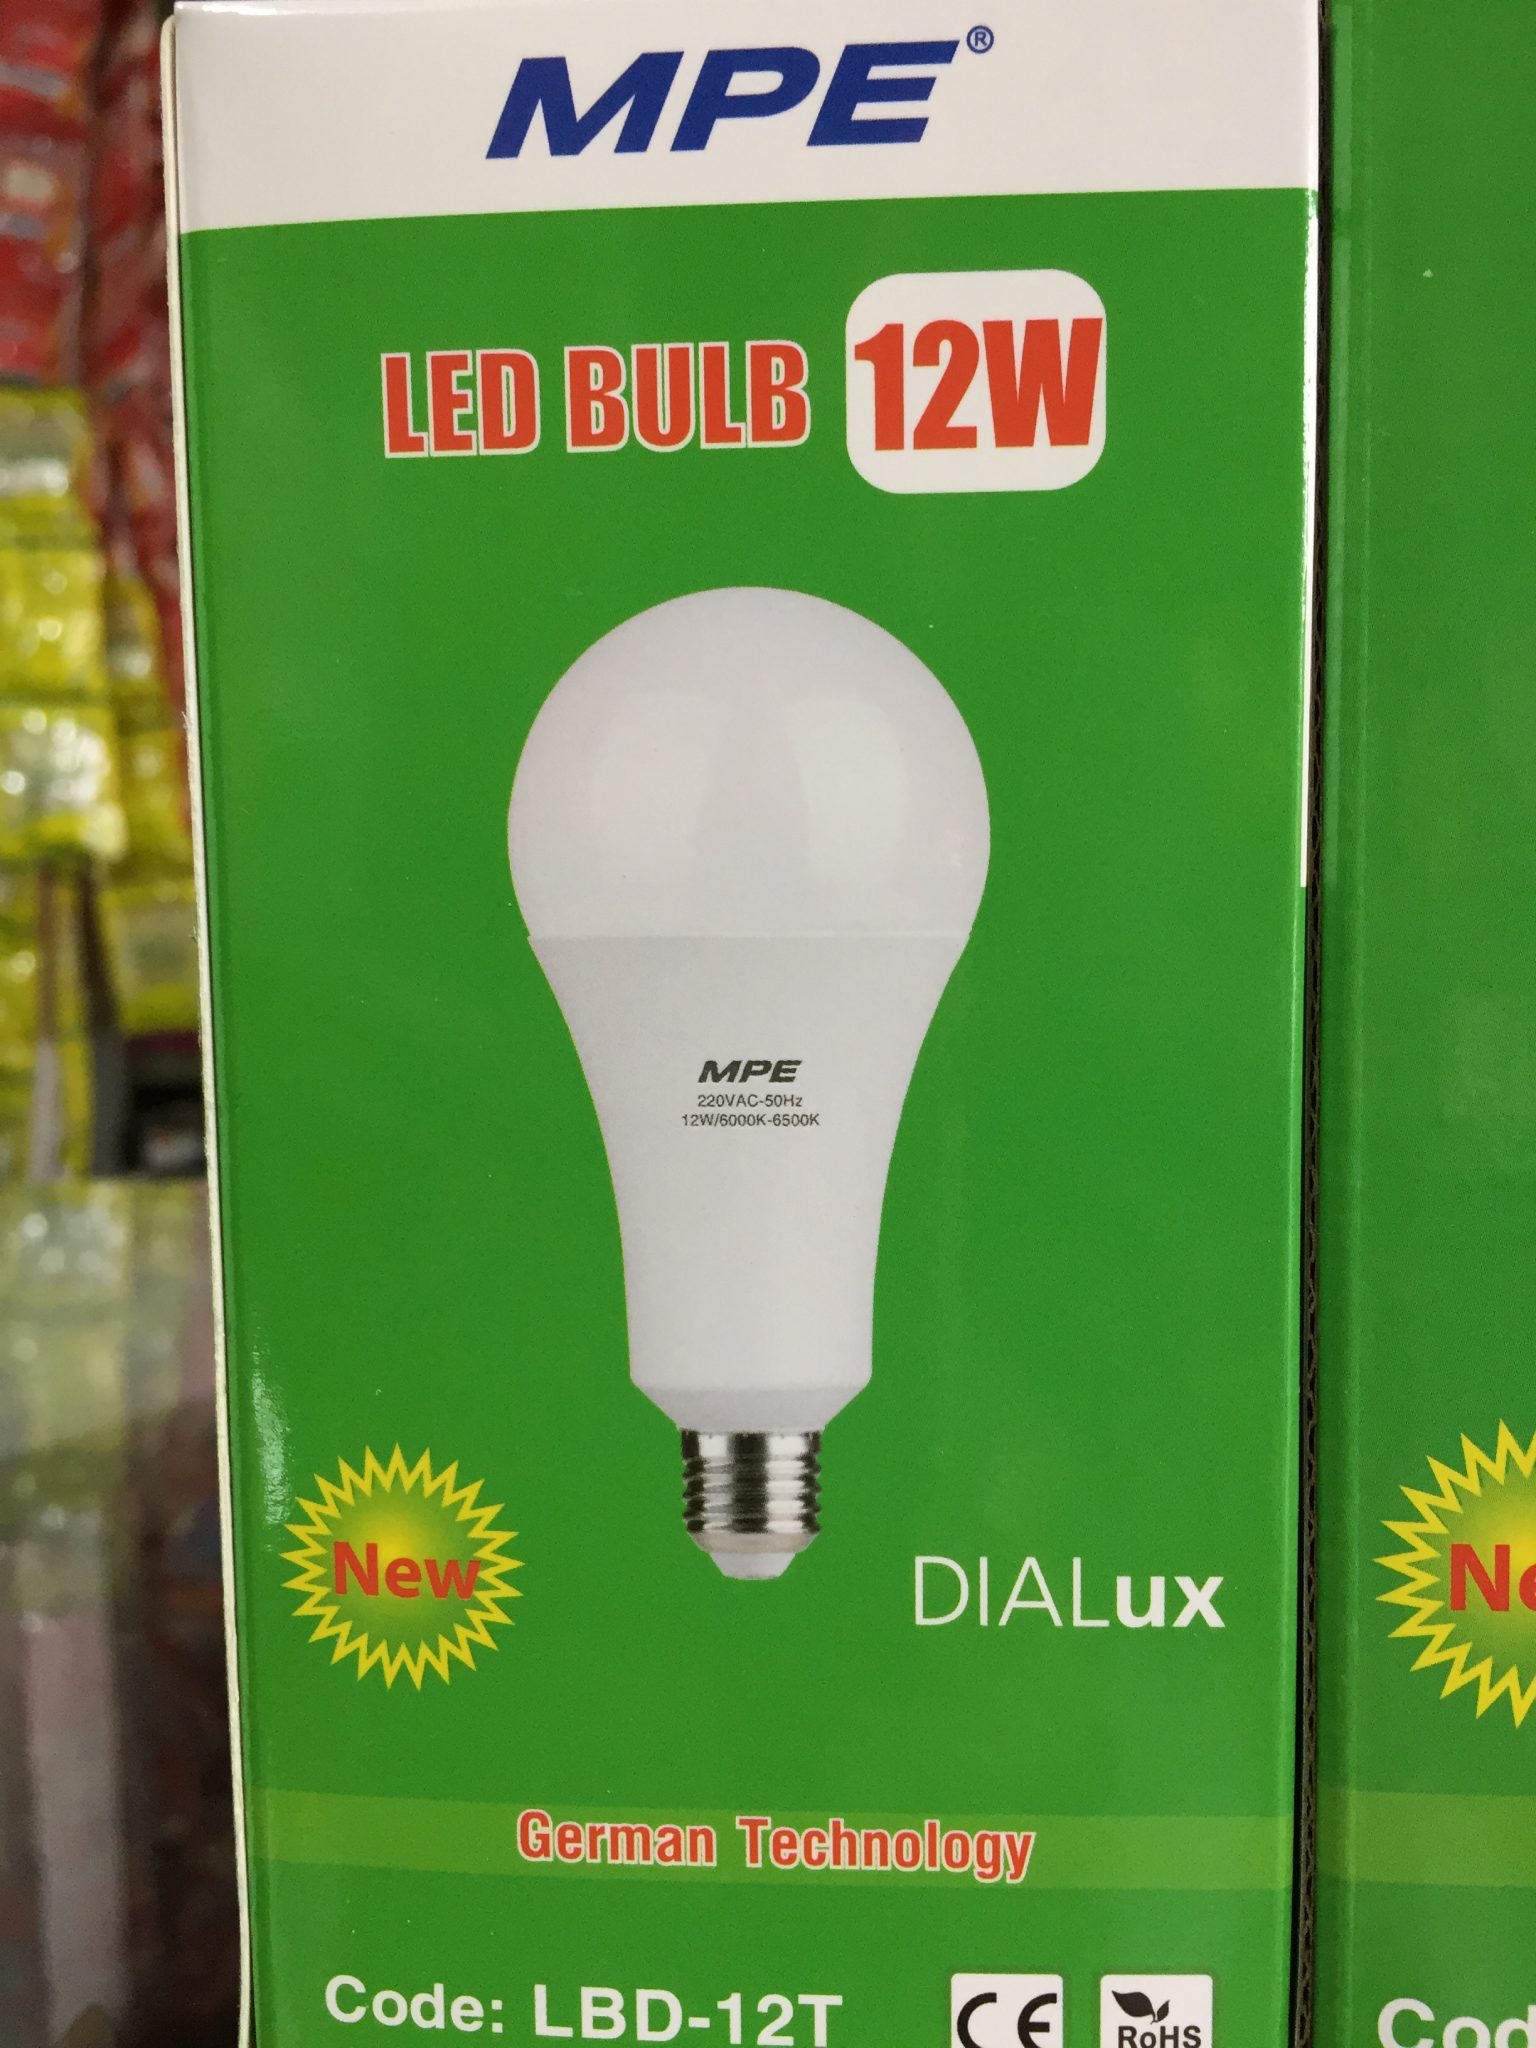 MPE®
LED BULB 12W
MPE
220VAC-50Hz
12W/6000K-6500K
New
DIALux
German Technology
Code: LBD-12T
CE
RoHS